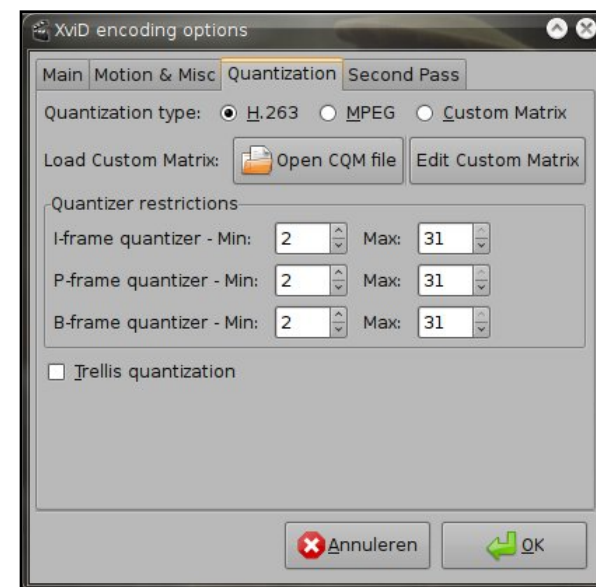 XviD encoding options
Main Motion & Misc Quantization Second Pass
Quantization type: H.263 MPEG Custom Matrix
Load Custom Matrix: Open CQM file Edit Custom Matrix
Quantizer restrictions
I-frame quantizer - Min: 2 Max: 31
P-frame quantizer - Min: 2 Max: 31
B-frame quantizer - Min: 2 Max: 31
Trellis quantization
Annuleren OK